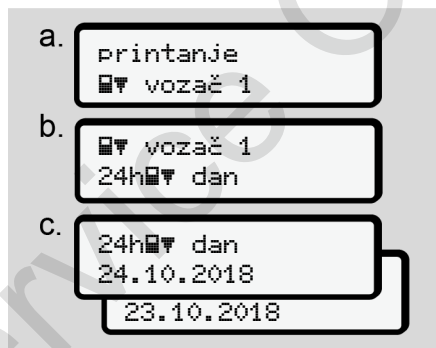 a.
printanje
vozač 1
b.
vozač 1
24h dan
c.
24h dan
24.10.2018
23.10.2018